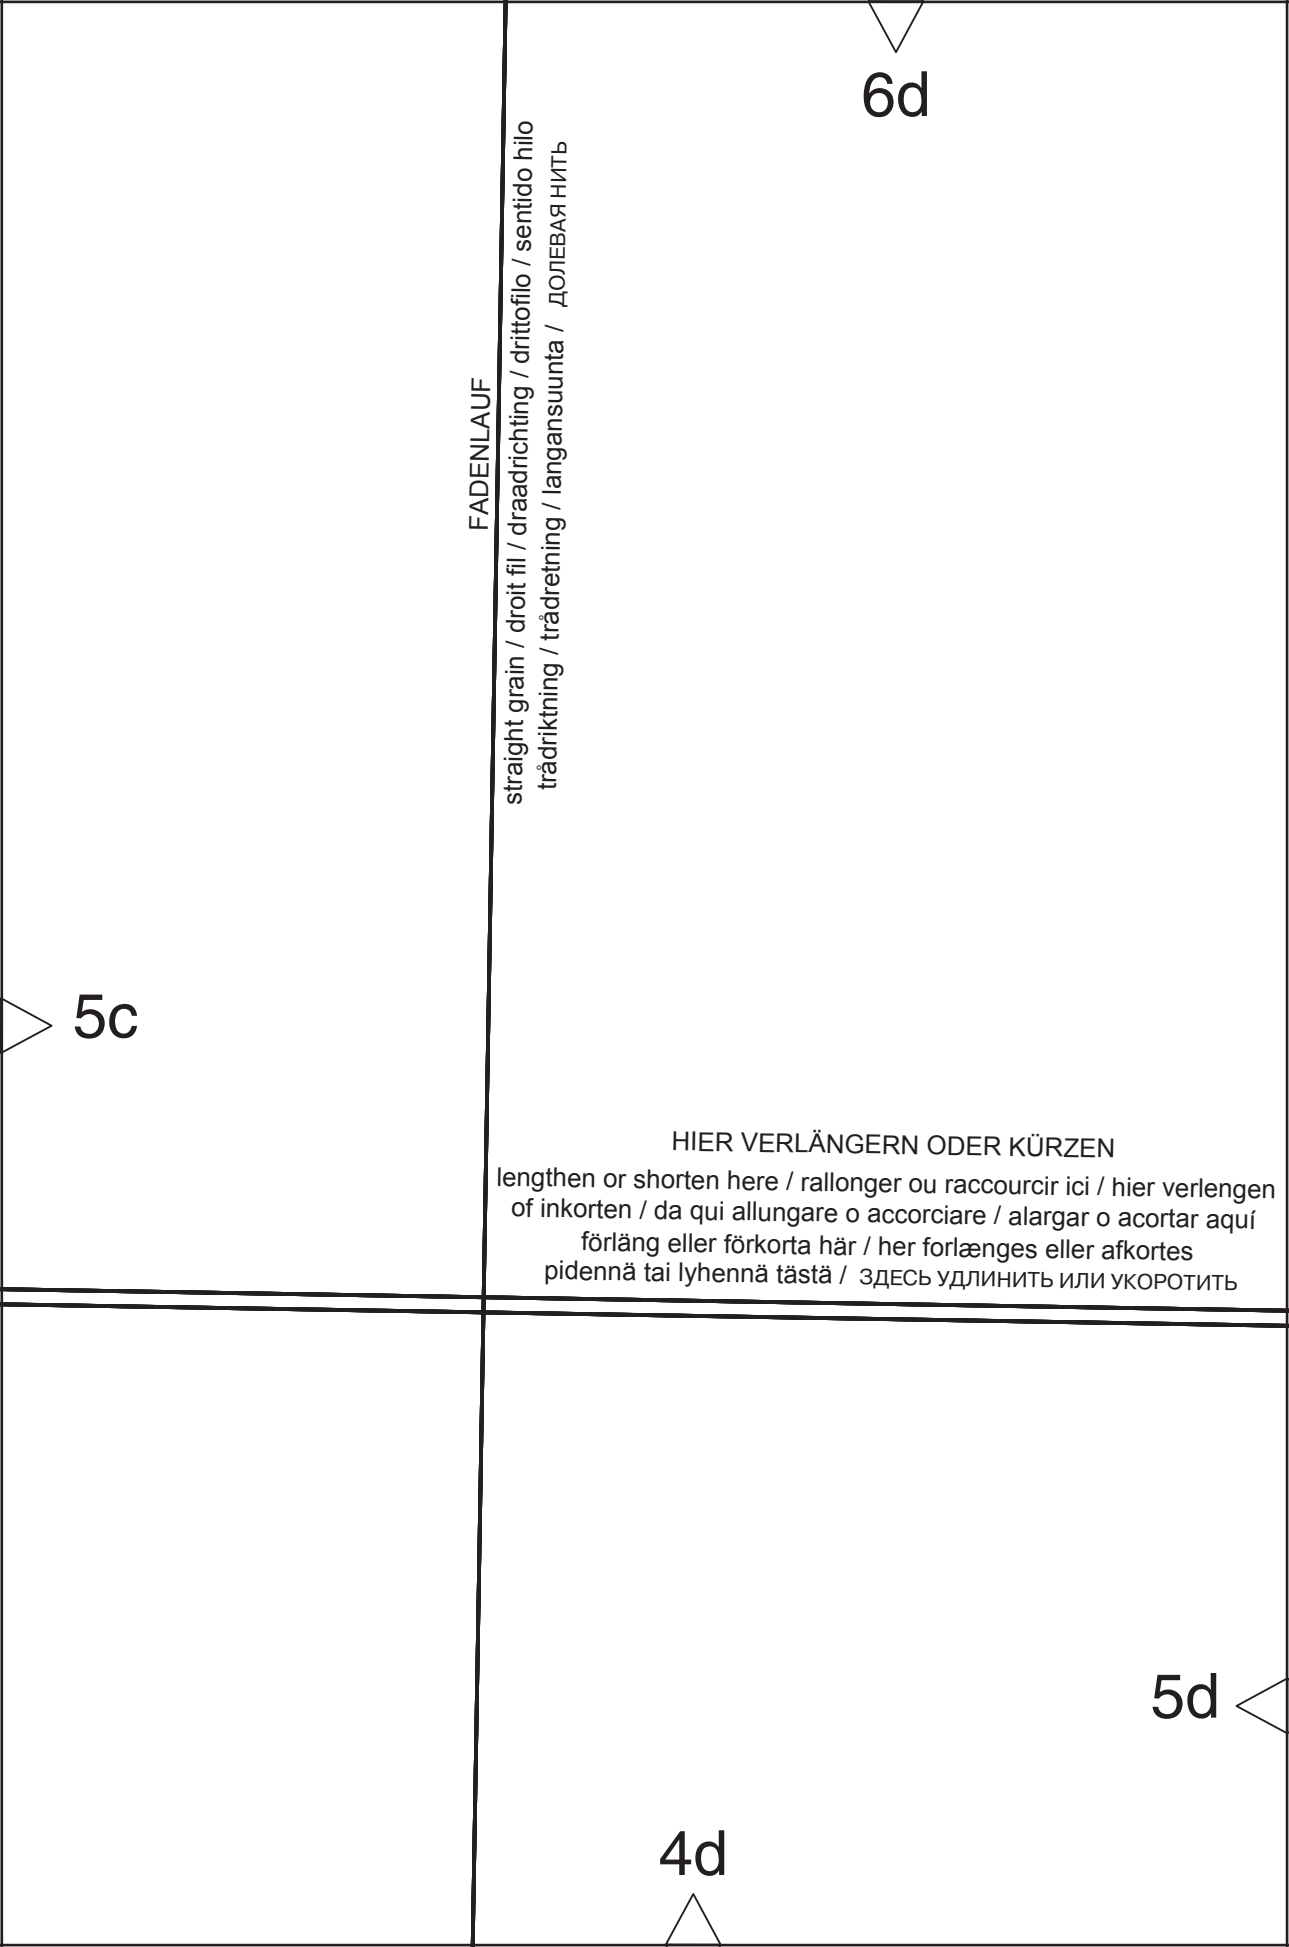 6d
FADENLAUF
straight grain / droit fil / draadrichting / drittofilo / sentido hilo
trådriktning / trådretning / langansuunta / ДОЛЕВАЯ НИТЬ
5c
HIER VERLÄNGERN ODER KÜRZEN
lengthen or shorten here / rallonger ou raccourcir ici / hier verlengen
of inkorten / da qui allungare o accorciare / alargar o acortar aquí
förläng eller förkorta här / her forlænges eller afkortes
pidennä tai lyhennä tästä / ЗДЕСЬ УДЛИНИТЬ ИЛИ УКОРОТИТЬ
5d
4d